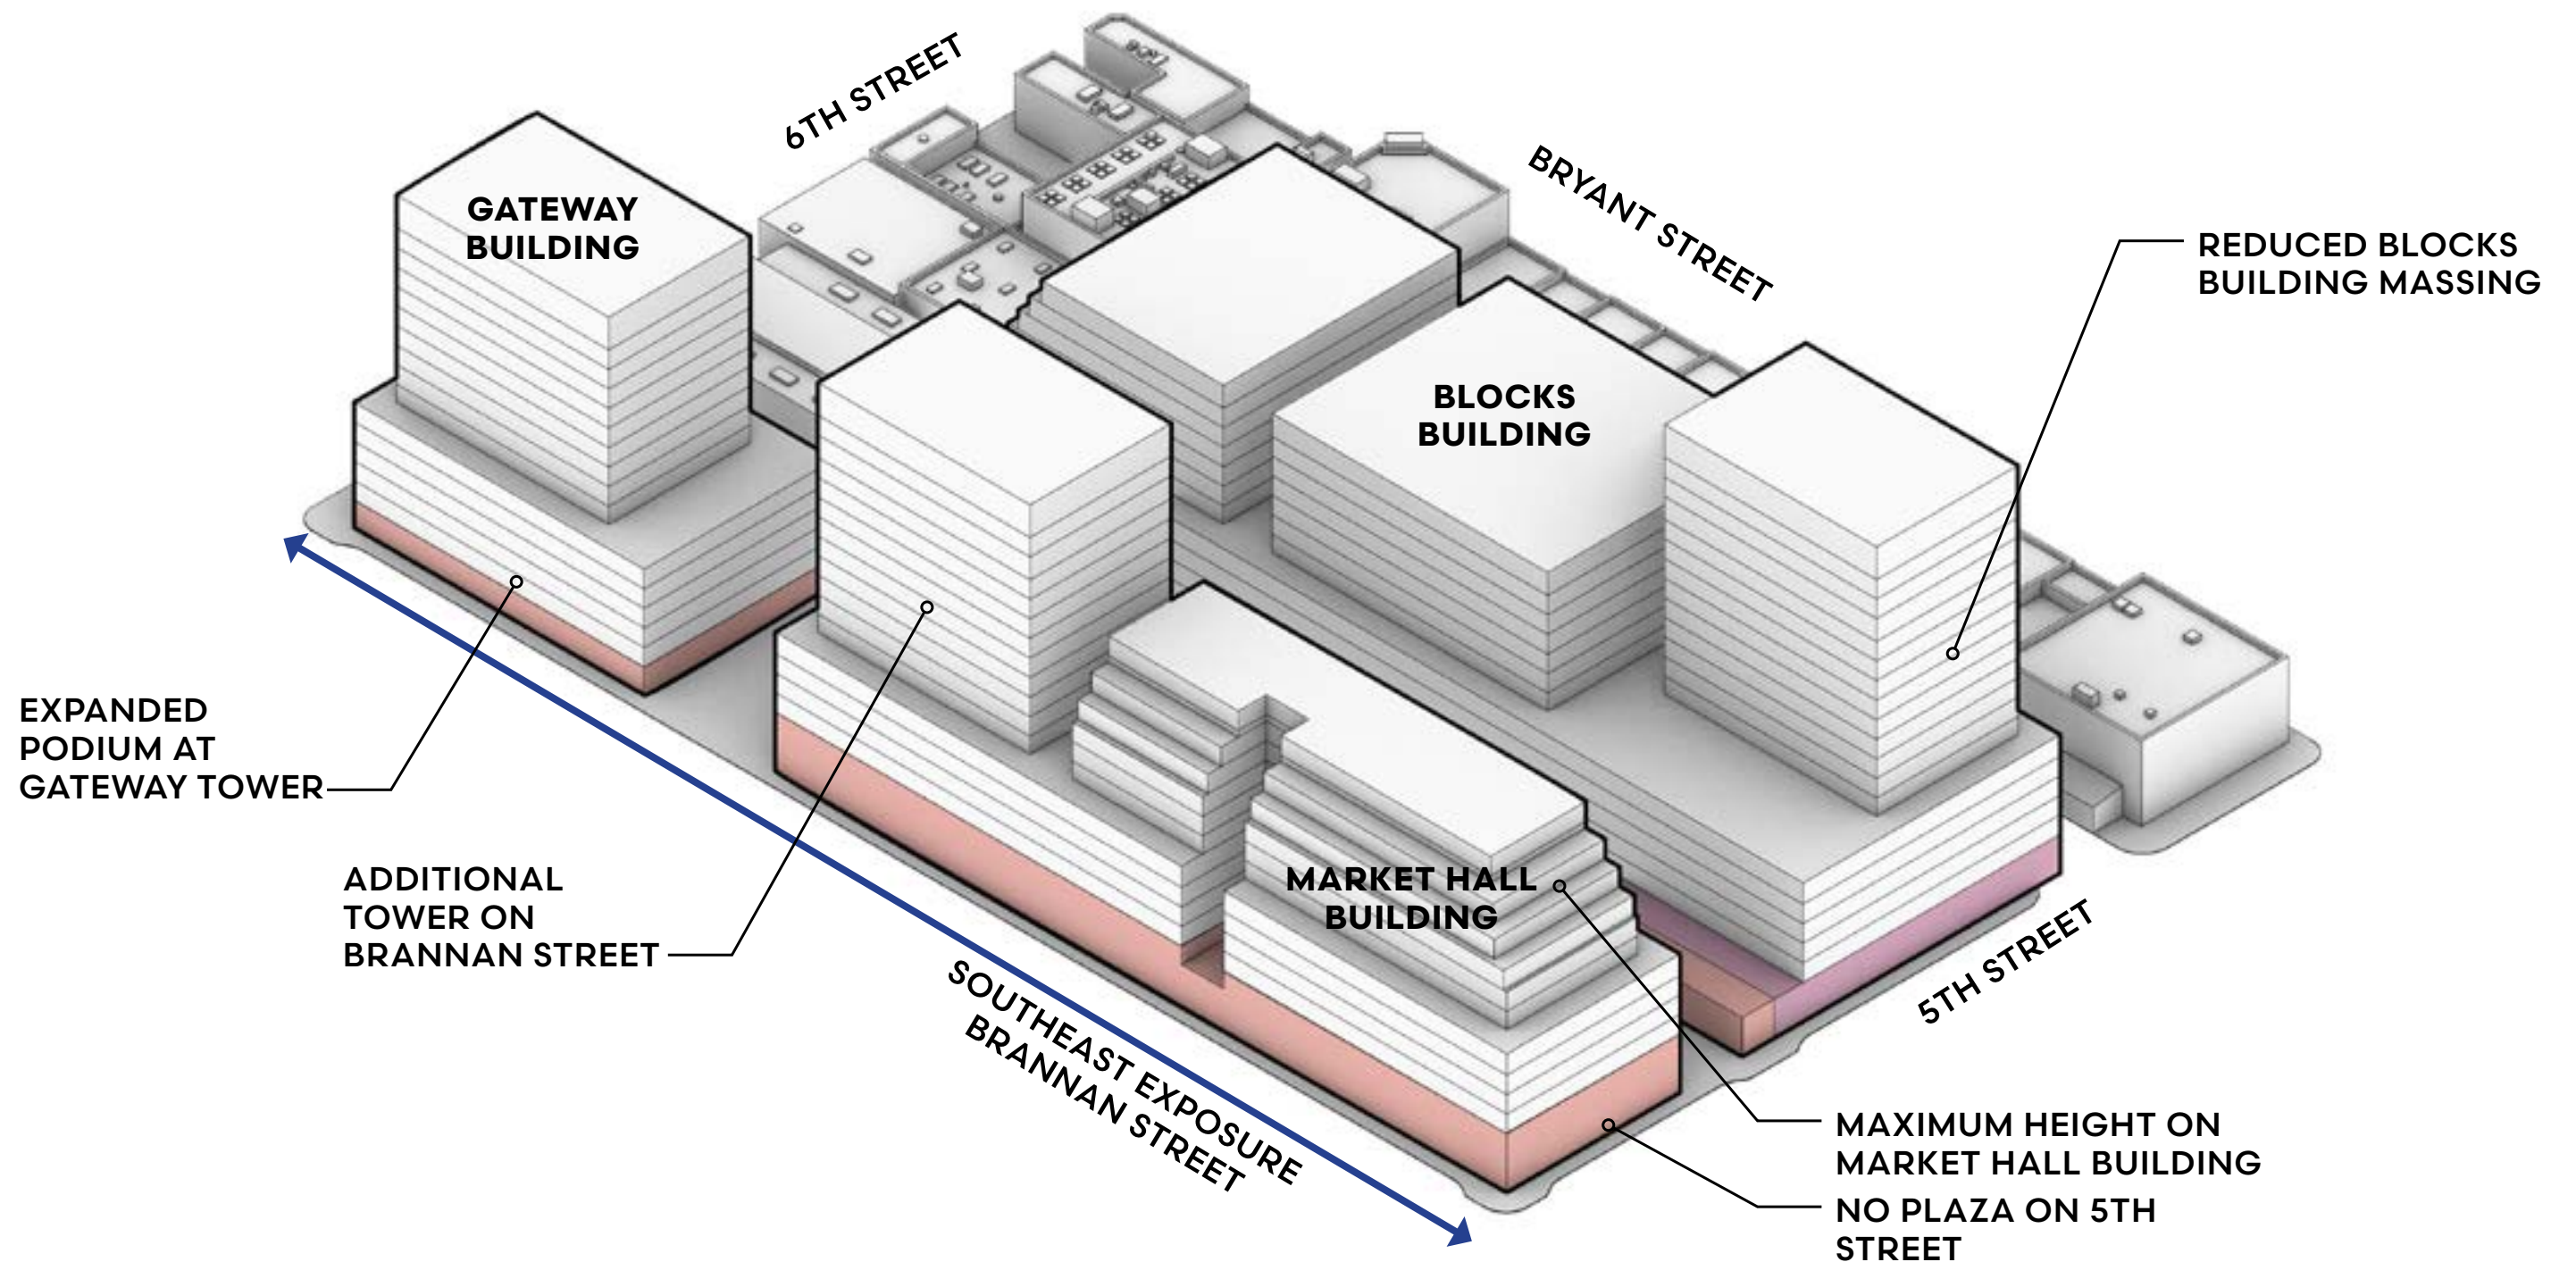 6TH STREET
BRYANT STREET
GATEWAY
BUILDING
REDUCED BLOCKS
BUILDING MASSING
BLOCKS
BUILDING
EXPANDED
PODIUM AT
GATEWAY TOWER
ADDITIONAL
TOWER ON
BRANNAN STREET
MARKET HALL
BUILDING
5TH STREET
SOUTHEAST EXPOSURE
BRANNAN STREET
MAXIMUM HEIGHT ON
MARKET HALL BUILDING
NO PLAZA ON 5TH
STREET